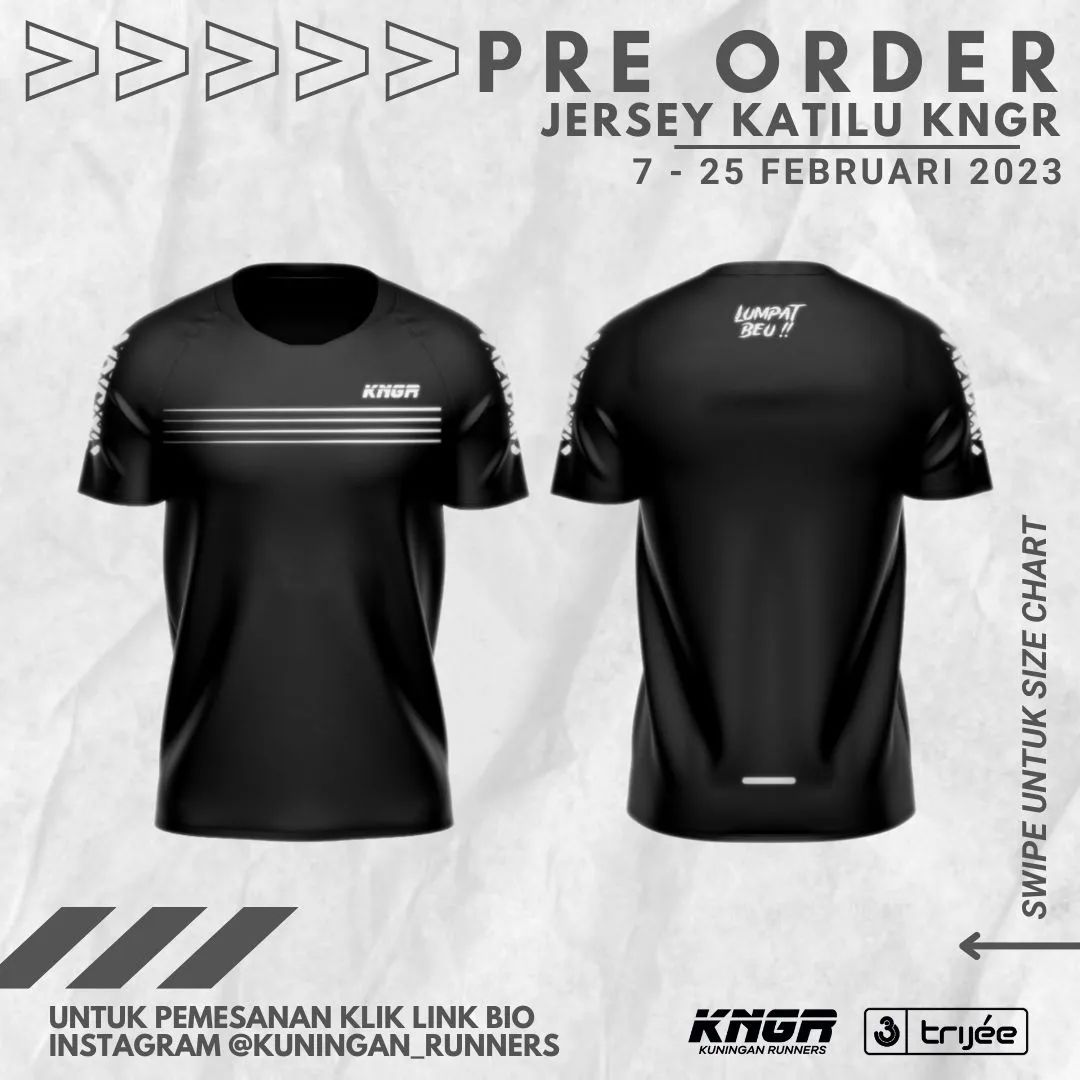 PRE ORDER
JERSEY KATILU KNGR
7 - 25 FEBRUARI 2023
KNGR
LUMPAT
BEU !!
SWIPE UNTUK SIZE CHART
UNTUK PEMESANAN KLIK LINK BIO
INSTAGRAM @KUNINGAN_RUNNERS
KNGR
KUNINGAN RUNNERS
3 trijée